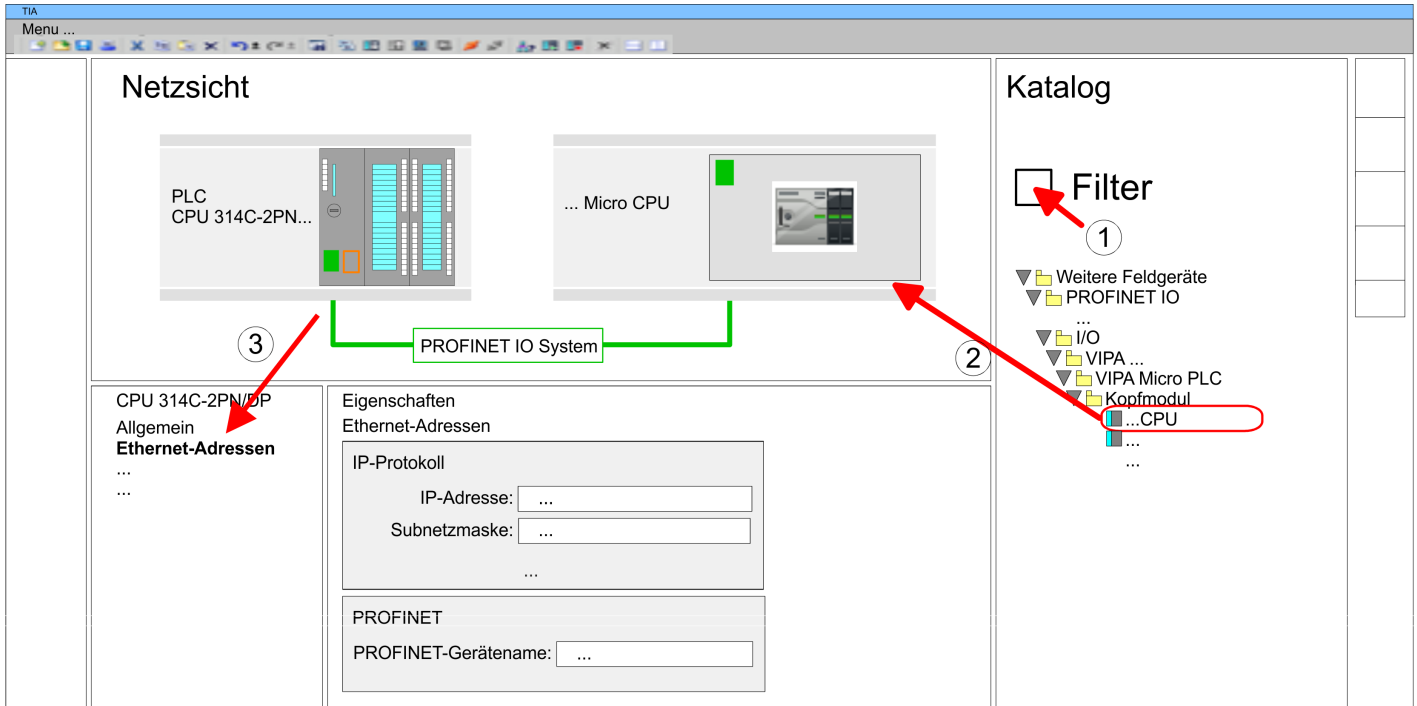 TIA
Menu ...
Netzsicht
PLC
CPU 314C-2PN...
... Micro CPU
PROFINET IO System
3
2
Katalog
Filter
1
Weitere Feldgeräte
PROFINET IO
...
I/O
VIPA ...
VIPA Micro PLC
Kopfmodul
...CPU
...
...
CPU 314C-2PN/DP
Allgemein
Ethernet-Adressen
...
...
Eigenschaften
Ethernet-Adressen
IP-Protokoll
IP-Adresse: ...
Subnetzmaske: ...
...
PROFINET
PROFINET-Gerätename: ...